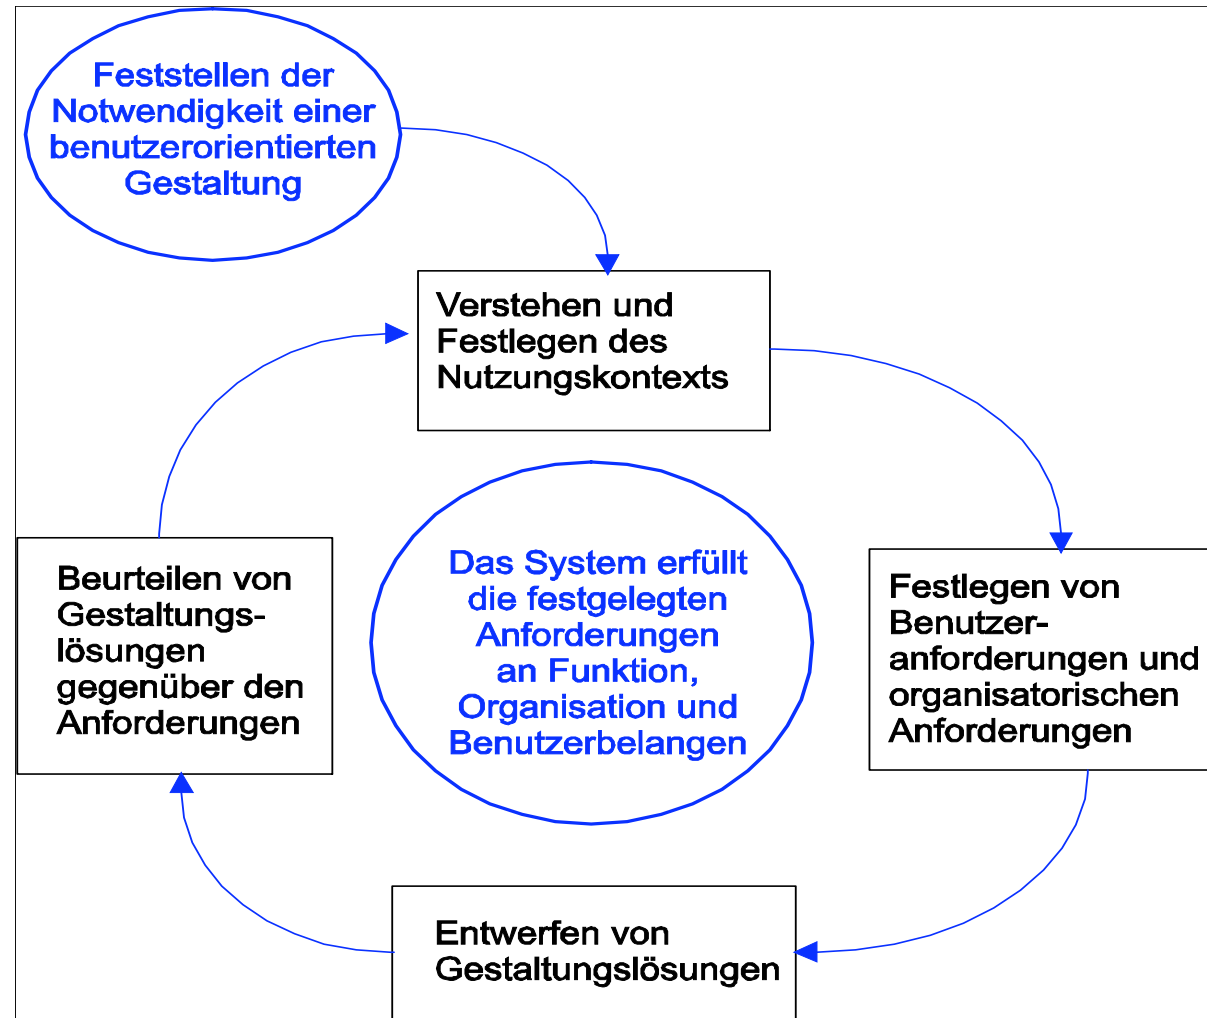 Feststellen der
Notwendigkeit einer
benutzerorientierten
Gestaltung
Verstehen und
Festlegen des
Nutzungskontexts
Das System erfüllt
die festgelegten
Anforderungen
an Funktion,
Organisation und
Benutzerbelangen
Festlegen von
Benutzer-
anforderungen und
organisatorischen
Anforderungen
Entwerfen von
Gestaltungslösungen
Beurteilen von
Gestaltungs-
lösungen
gegenüber den
Anforderungen